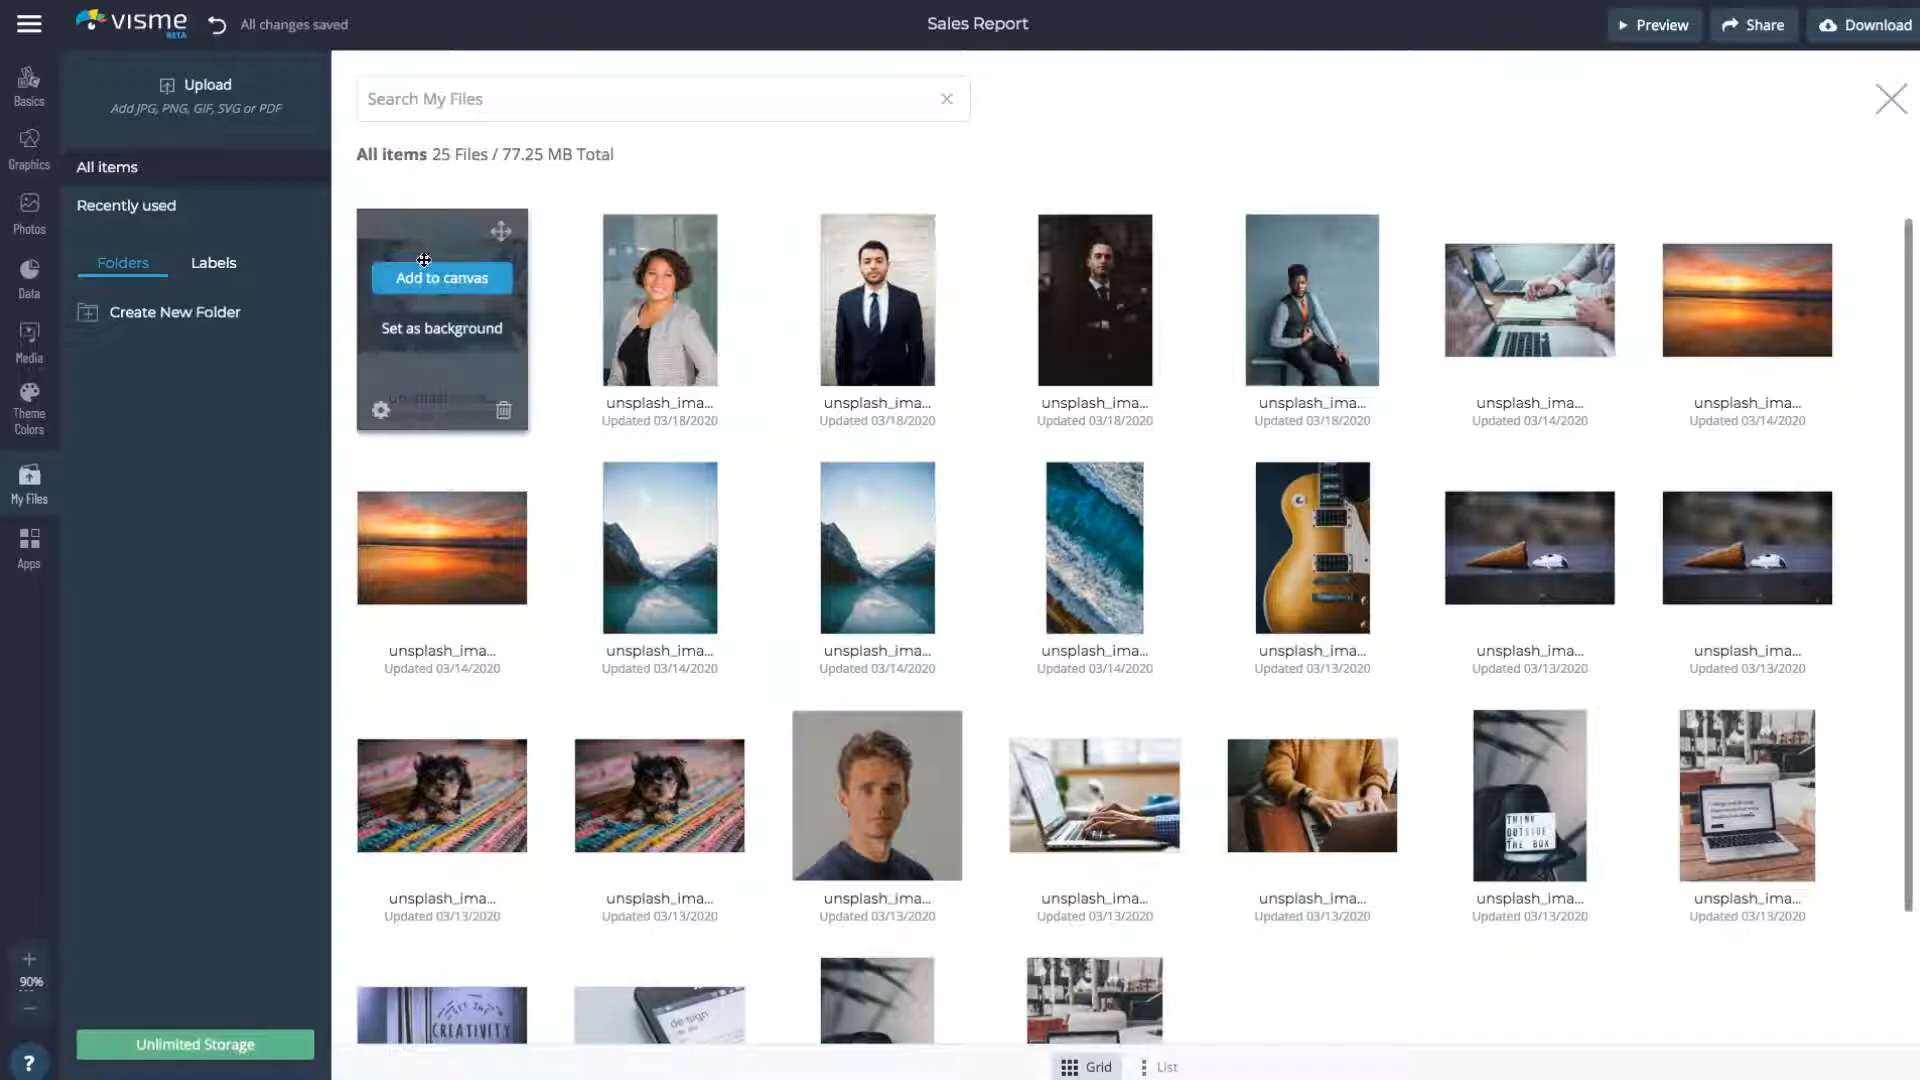 visme
BETA
All changes saved
Sales Report
Preview
Share
Download
Basics
Graphics
Photos
Data
Media
Theme
Colors
My Files
Apps
90%
?
Upload
Add JPG, PNG, GIF, SVG or PDF
All items
Recently used
Folders
Labels
Create New Folder
Unlimited Storage
Search My Files
All items 25 Files / 77.25 MB Total
Add to canvas
Set as background
unsplash_ima...
Updated 03/18/2020
unsplash_ima...
Updated 03/18/2020
unsplash_ima...
Updated 03/18/2020
unsplash_ima...
Updated 03/18/2020
unsplash_ima...
Updated 03/14/2020
unsplash_ima...
Updated 03/14/2020
unsplash_ima...
Updated 03/14/2020
unsplash_ima...
Updated 03/14/2020
unsplash_ima...
Updated 03/14/2020
unsplash_ima...
Updated 03/14/2020
unsplash_ima...
Updated 03/13/2020
unsplash_ima...
Updated 03/13/2020
unsplash_ima...
Updated 03/13/2020
THINK
OUTSIDE
THE BOX
unsplash_ima...
Updated 03/13/2020
unsplash_ima...
Updated 03/13/2020
unsplash_ima...
Updated 03/13/2020
unsplash_ima...
Updated 03/13/2020
unsplash_ima...
Updated 03/13/2020
unsplash_ima...
Updated 03/13/2020
unsplash_ima...
Updated 03/13/2020
CREATIVITY
de·sign
Grid
List